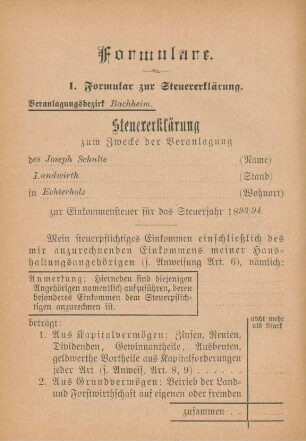 Formulare.
1. Formular zur Steuererklärung.
Veranlagungsbezirk Bachheim.
Steuererklärung
zum Zwecke der Veranlagung
des Joseph Schulte (Name)
Landwirth (Stand)
in Echterholz (Wohnort)
zur Einkommensteuer für das Steuerjahr 1893/94.
Mein steuerpflichtiges Einkommen einschließlich des
mir anzurechnenden Einkommens meiner Haus-
haltungsangehörigen (s. Anweisung Art. 6), nämlich:
Anmerkung: Hierneben sind diejenigen
Angehörigen namentlich aufzuführen, deren
besonderes Einkommen dem Steuerpflich-
tigen anzurechnen ist.
beträgt:
nicht mehr
als Mark
1. Aus Kapitalvermögen: Zinsen, Renten,
Dividenden, Gewinnantheile, Ausbeuten,
geldwerthe Vortheile aus Kapitalforderungen
jeder Art (s. Anweis. Art. 8, 9)
2. Aus Grundvermögen: Betrieb der Land-
und Forstwirthschaft auf eigenen oder fremden
zusammen